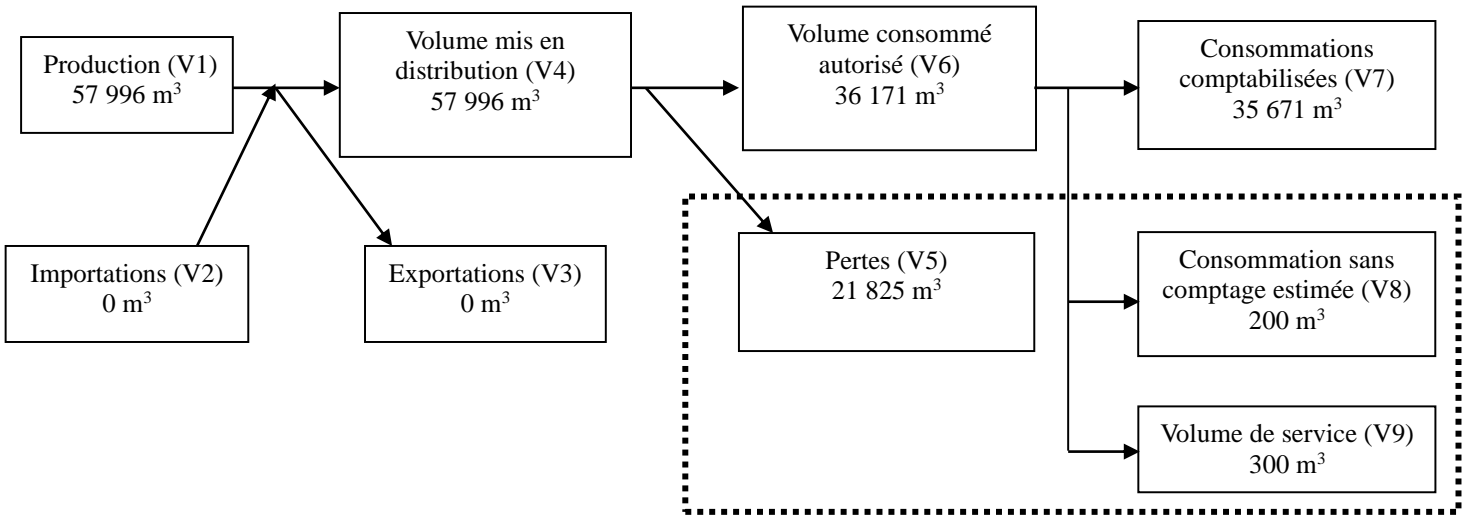 Production (V1)
57 996 m³
Volume mis en
distribution (V4)
57 996 m³
Volume consommé
autorisé (V6)
36 171 m³
Consommations
comptabilisées (V7)
35 671 m³
Importations (V2)
0 m³
Exportations (V3)
0 m³
Pertes (V5)
21 825 m³
Consommation sans
comptage estimée (V8)
200 m³
Volume de service (V9)
300 m³